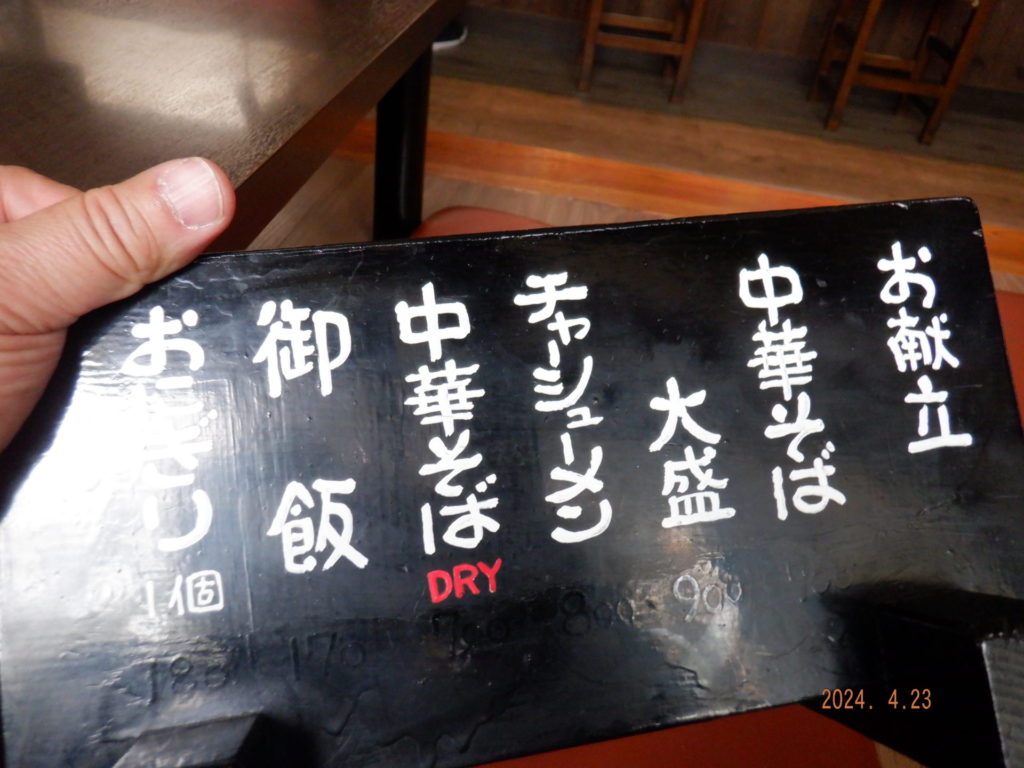 お献立
中華そば
大盛
チャーシューメン
中華そば
DRY
御飯
おにぎり
1個
2024. 4.23